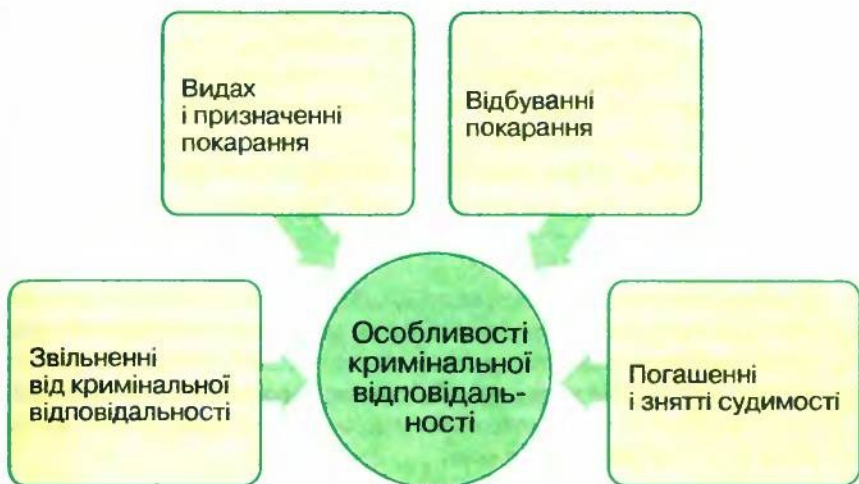 Видах
і призначенні
покарання
Відбуванні
покарання
Звільненні
від кримінальної
відповідальності
Особливості
кримінальної
відповідаль-
ності
Погашенні
і знятті судимості